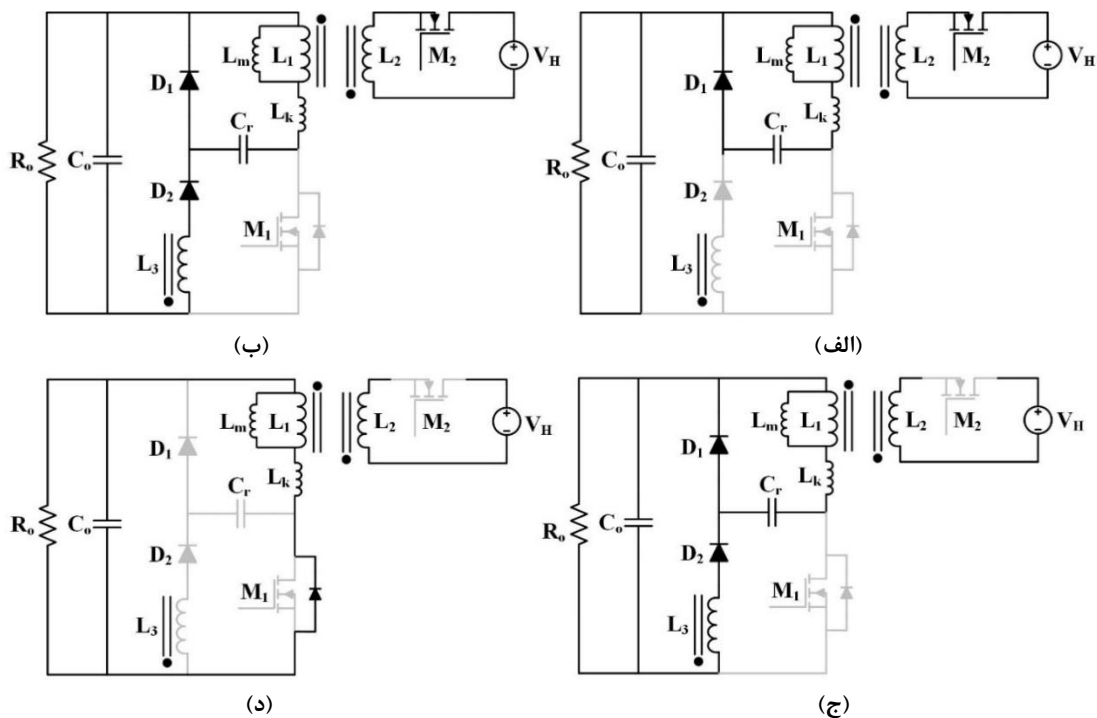 Lm L1 L2 M2 VH
D1 Lk
Cr
Ro Co
D2
M1
L3
(ب)
Lm L1 L2 M2 VH
D1 Lk
Cr
Ro Co
D2
M1
L3
(الف)
Lm L1 L2 M2 VH
D1 Lk
Cr
Ro Co
D2
M1
L3
(د)
Lm L1 L2 M2 VH
D1 Lk
Cr
Ro Co
D2
M1
L3
(ج)